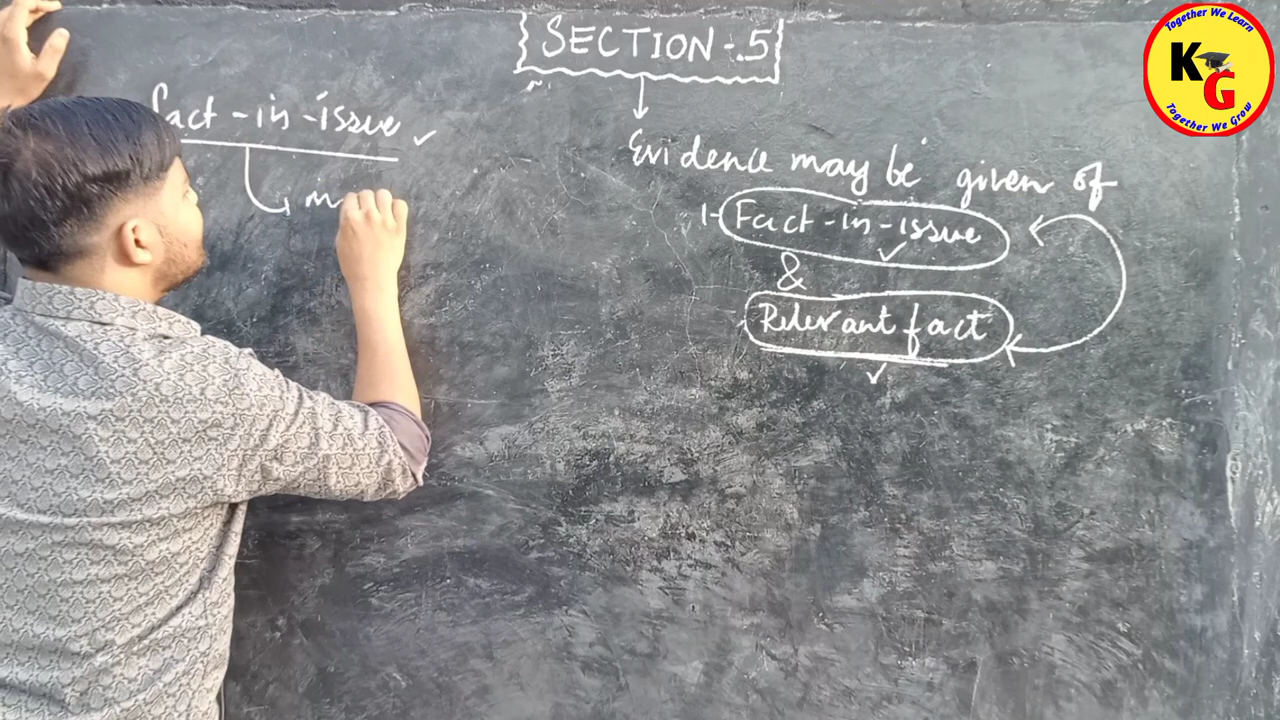 SECTION-.5
fact-in-issue ✓
Evidence may be given of
1- Fact-in-issue ✓
&
Relevant fact
✓
Together We Learn
KG
Together We Grow